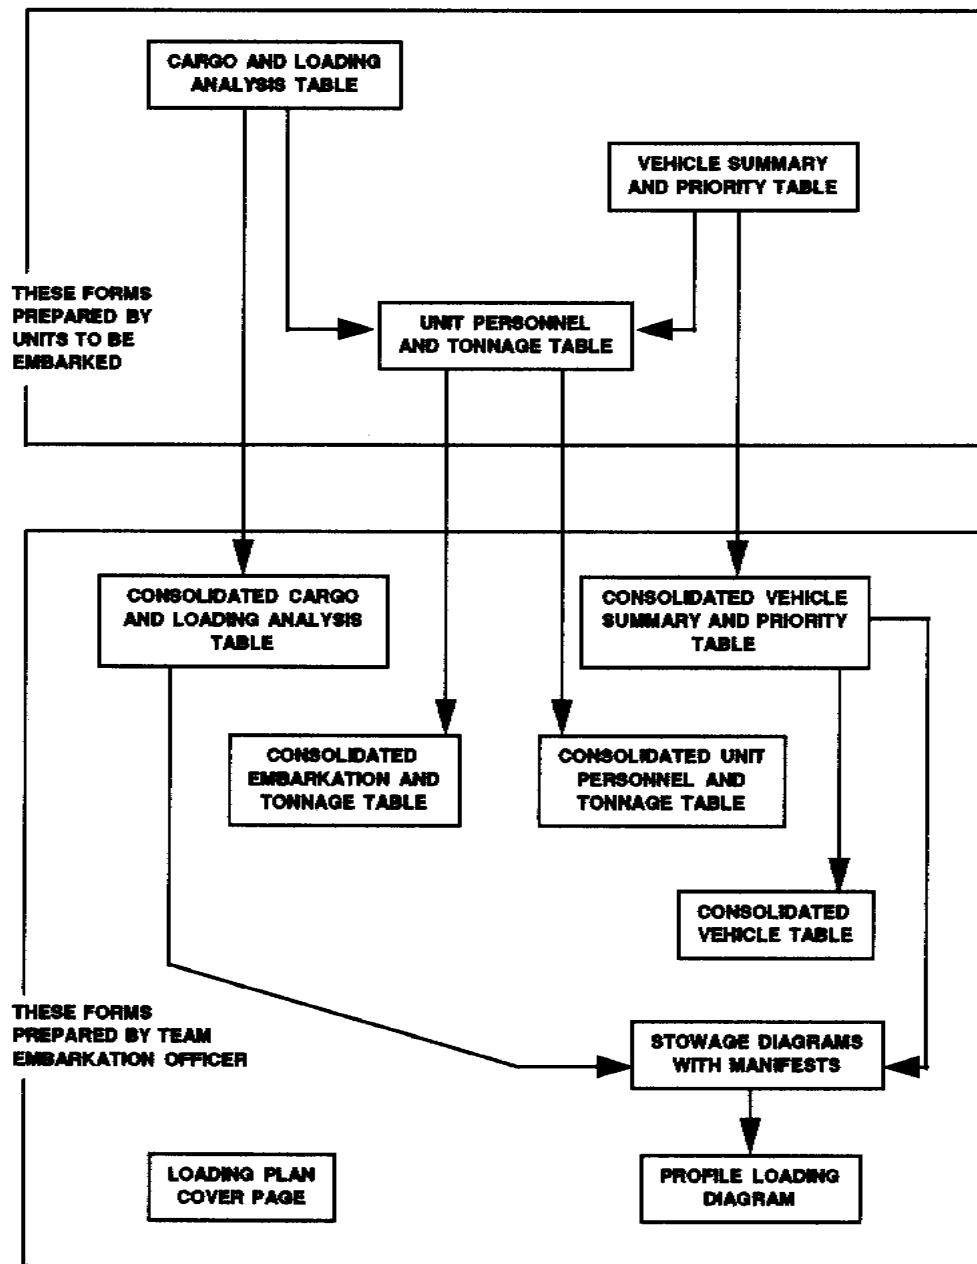 CARGO AND LOADING
ANALYSIS TABLE
VEHICLE SUMMARY
AND PRIORITY TABLE
THESE FORMS
PREPARED BY
UNITS TO BE
EMBARKED
UNIT PERSONNEL
AND TONNAGE TABLE
CONSOLIDATED CARGO
AND LOADING ANALYSIS
TABLE
CONSOLIDATED VEHICLE
SUMMARY AND PRIORITY
TABLE
CONSOLIDATED
EMBARKATION AND
TONNAGE TABLE
CONSOLIDATED UNIT
PERSONNEL AND
TONNAGE TABLE
CONSOLIDATED
VEHICLE TABLE
THESE FORMS
PREPARED BY TEAM
EMBARKATION OFFICER
STOWAGE DIAGRAMS
WITH MANIFESTS
LOADING PLAN
COVER PAGE
PROFILE LOADING
DIAGRAM